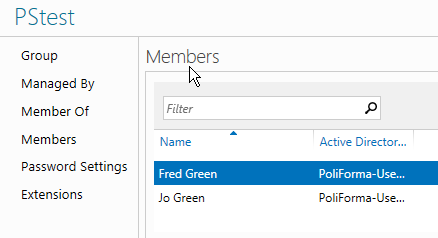 PStest
Group
Managed By
Member Of
Members
Password Settings
Extensions
Members
Filter
Name Active Director...
Fred Green PoliForma-Use...
Jo Green PoliForma-Use...